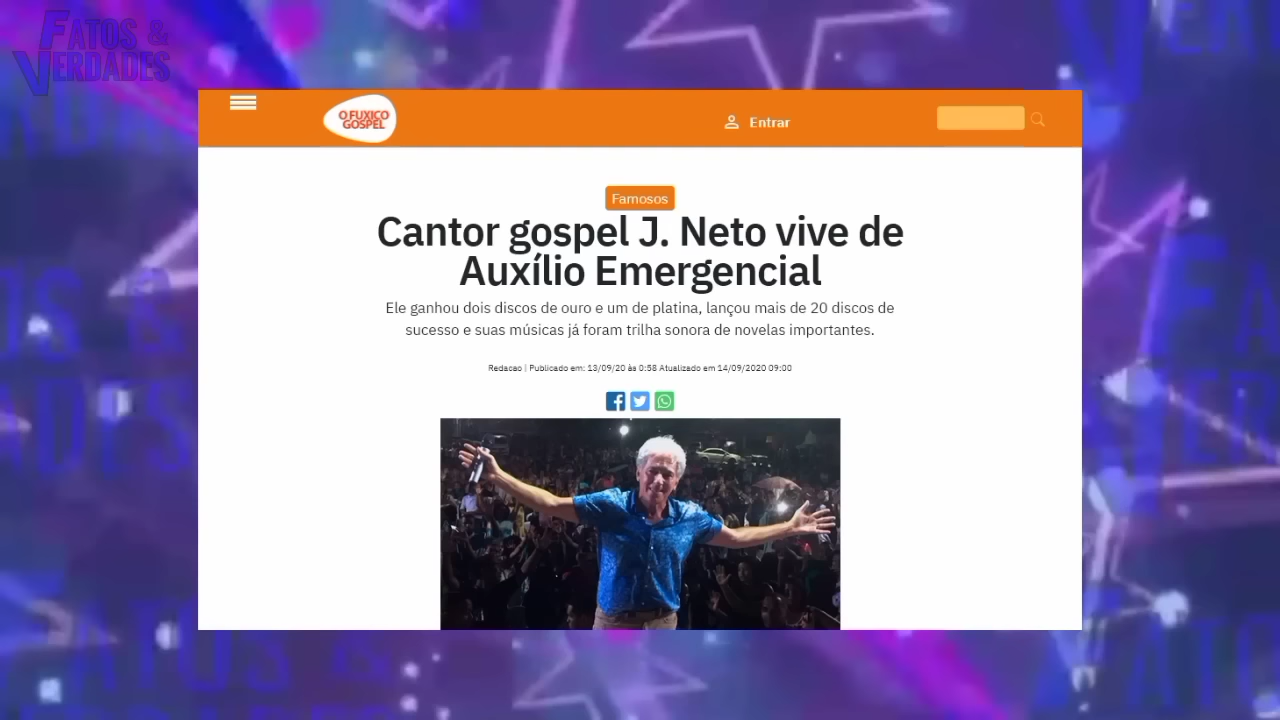 FATOS &
VERDADES
O FUXICO
GOSPEL
Entrar
Famosos
Cantor gospel J. Neto vive de
Auxílio Emergencial
Ele ganhou dois discos de ouro e um de platina, lançou mais de 20 discos de
sucesso e suas músicas já foram trilha sonora de novelas importantes.
Redacao | Publicado em: 13/09/20 às 0:58 Atualizado em 14/09/2020 09:00